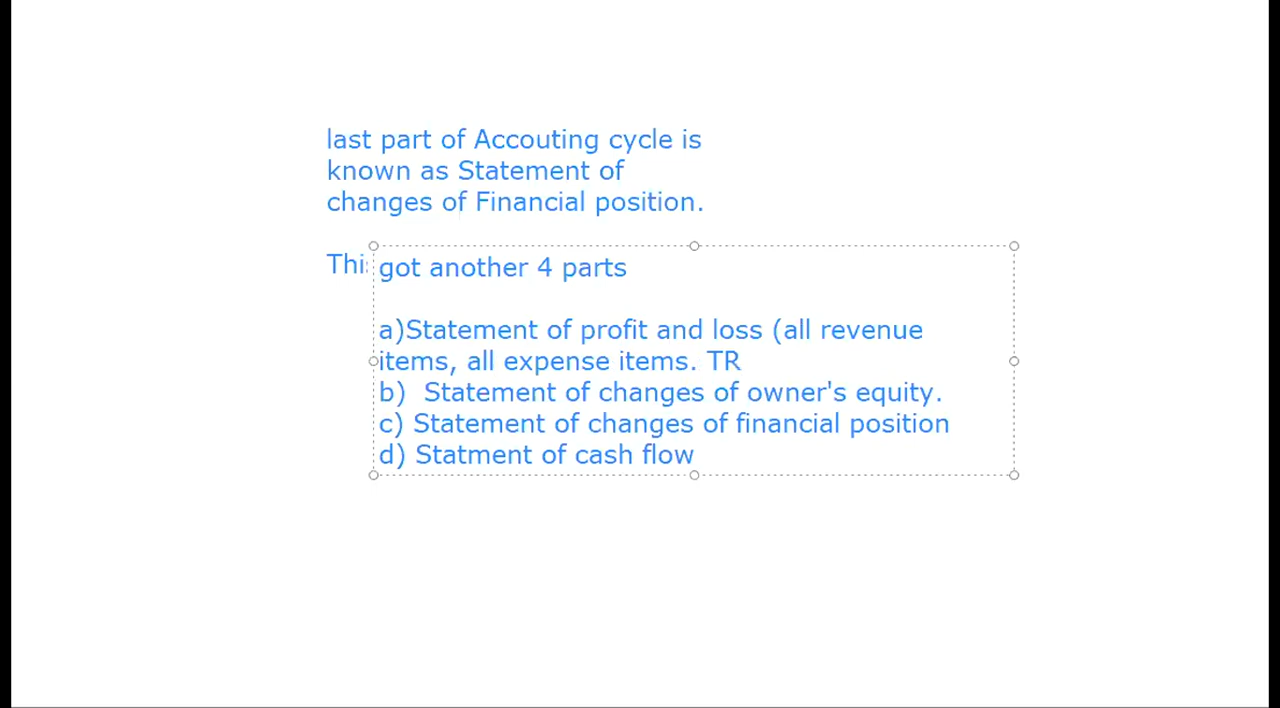 last part of Accouting cycle is
known as Statement of
changes of Financial position.
got another 4 parts
a)Statement of profit and loss (all revenue
items, all expense items. TR
b)  Statement of changes of owner's equity.
c) Statement of changes of financial position
d) Statment of cash flow